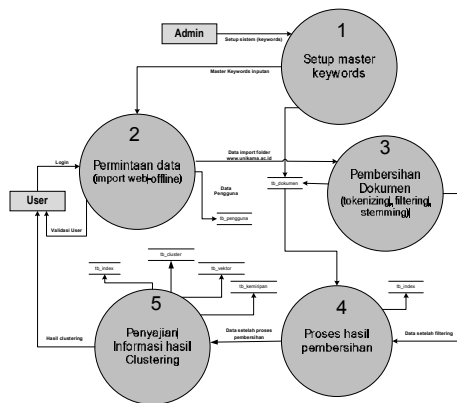 Admin
Setup sistem (keywords)
1
Setup master
keywords
Master Keywords inputan
2
Permintaan data
(import web-offline)
Login
User
Validasi User
Data import folder
www.unikama.ac.id
Data
Pengguna
tb_pengguna
tb_dokumen
3
Pembersihan
Dokumen
(tokenizing, filtering,
stemming)
tb_index
tb_cluster
tb_vektor
tb_kemiripan
5
Penyajian
Informasi hasil
Clustering
Hasil clustering
Data setelah proses
pembersihan
4
Proses hasil
pembersihan
tb_index
Data setelah filtering